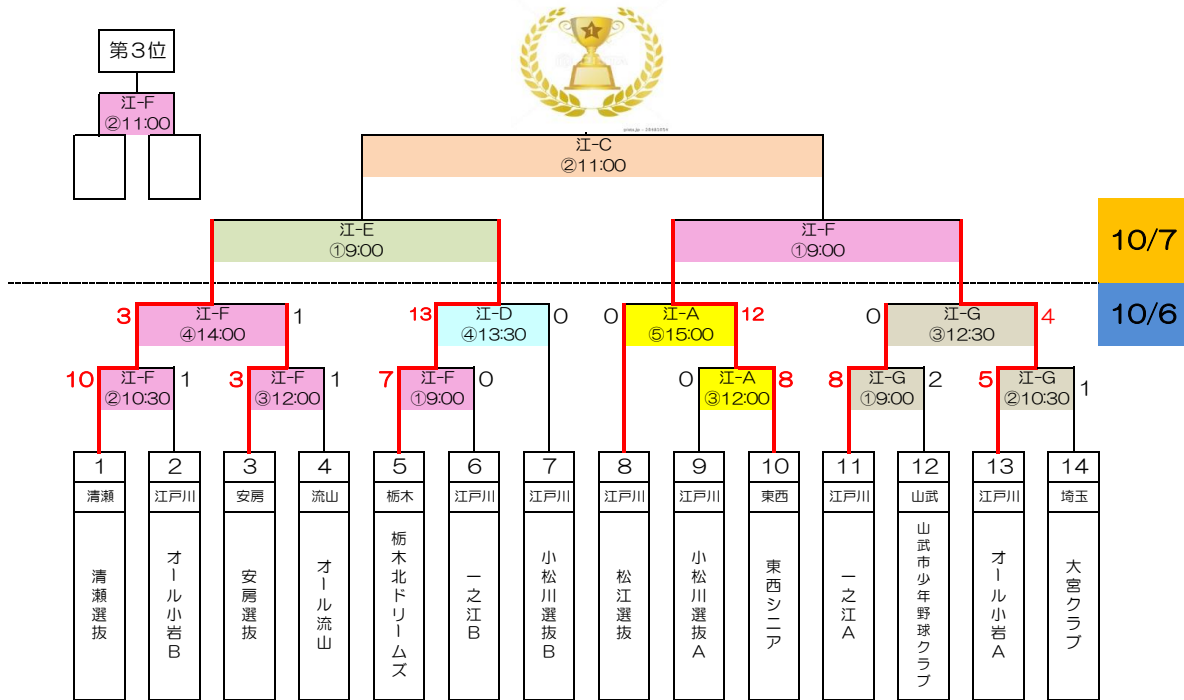 1
第3位
江-F
②11:00
江-C
②11:00
江-E
①9:00
江-F
①9:00
10/7
10/6
3
江-F
④14:00
1
13
江-D
④13:30
0
0
江-A
⑤15:00
12
0
江-G
③12:30
4
10
江-F
②10:30
1
3
江-F
③12:00
1
7
江-F
①9:00
0
0
江-A
③12:00
8
8
江-G
①9:00
2
5
江-G
②10:30
1
1 2 3 4 5 6 7 8 9 10 11 12 13 14
清瀬 江戸川 安房 流山 栃木 江戸川 江戸川 江戸川 江戸川 東西 江戸川 山武 江戸川 埼玉
清瀬選抜
オール小岩B
安房選抜
オール流山
栃木北ドリームズ
一之江B
小松川選抜B
松江選抜
小松川選抜A
東西シニア
一之江A
山武市少年野球クラブ
オール小岩A
大宮クラブ